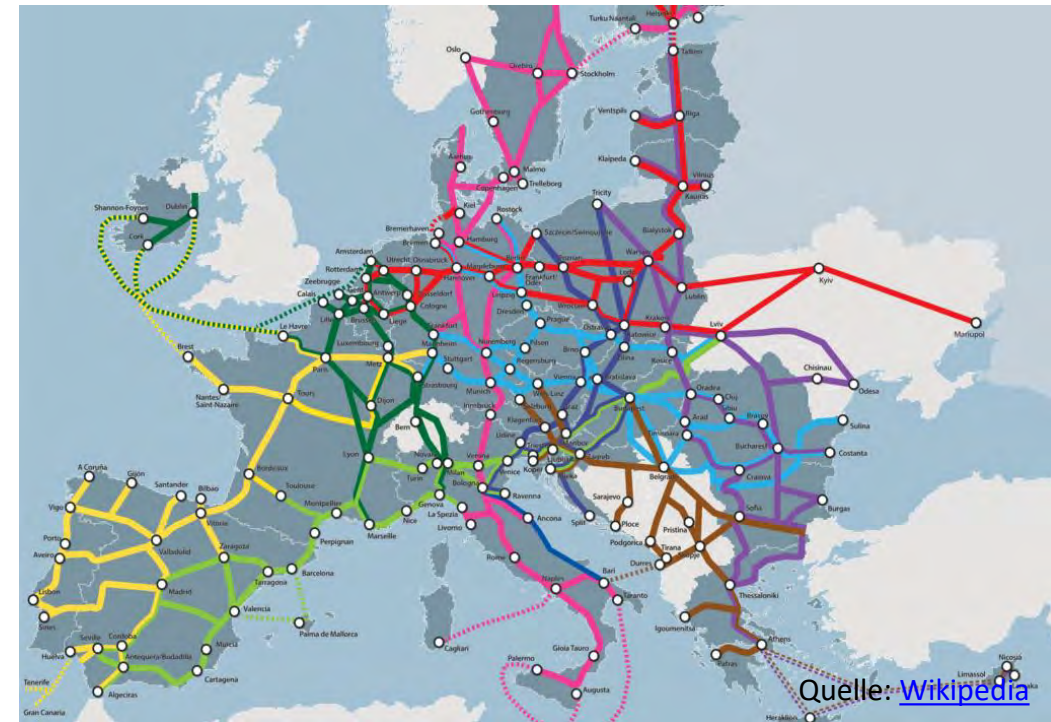 Turku Naantali
Oslo
Örebro
Stockholm
Tallinn
Gothenburg
Ventspils
Riga
Aarhus
Malmo
Klaipeda
Vilnius
Copenhagen
Trelleborg
Kaunas
Shannon-Foynes
Dublin
Cork
Kiel
Rostock
Tricity
Bremerhaven
Bremen
Hamburg
Szczecin/Swinoujscie
Bialystok
Amsterdam
Rotterdam
Utrecht
Osnabrück
Magdeburg
Berlin
Poznan
Warsaw
Zeebrugge
Hannover
Frankfurt/
Oder
Lodz
Kyiv
Calais
Antwerp
Leipzig
Lublin
Lille
Liege
Cologne
Dresden
Wroclaw
Mariupol
Le Havre
Frankfurt
Prague
Ostrava
Katowice
Krakow
Lviv
Luxembourg
Mannheim
Nuremberg
Pilsen
Brno
Zilina
Kosice
Brest
Paris
Metz
Stuttgart
Regensburg
Chisinau
Strasbourg
Munich
Wels/Linz
Vienna
Bratislava
Odesa
Nantes/
Saint-Nazaire
Tours
Dijon
Salzburg
Budapest
Oradea
Cluj
Bern
Innsbruck
Klagenfurt
Graz
Maribor
Arad
Sibiu
Brasov
Sulina
Udine
Timisoara
Lyon
Novara
Milan
Verona
Venice
Koper
Zagreb
Bucharest
Constanta
Bordeaux
Turin
Bologna
Rijeka
Belgrade
Craiova
A Coruña
Gijón
Santander
Bilbao
Toulouse
Montpellier
Genova
Ravenna
Sarajevo
Vigo
Vitoria
Nice
La Spezia
Marseille
Livorno
Ancona
Split
Ploce
Pristina
Sofia
Burgas
Porto
Valladolid
Perpignan
Podgorica
Aveiro
Zaragoza
Tirana
Skopje
Barcelona
Rome
Durres
Madrid
Tarragona
Bari
Lisbon
Naples
Thessaloniki
Valencia
Taranto
Sines
Palma de Mallorca
Igoumenitsa
Seville
Cordoba
Murcia
Cagliari
Gioia Tauro
Athens
Huelva
Antequera/Bobadilla
Palermo
Patras
Nicosia
Tenerife
Cartagena
Limassol
Algeciras
Augusta
Gran Canaria
Heraklion
Quelle: Wikipedia